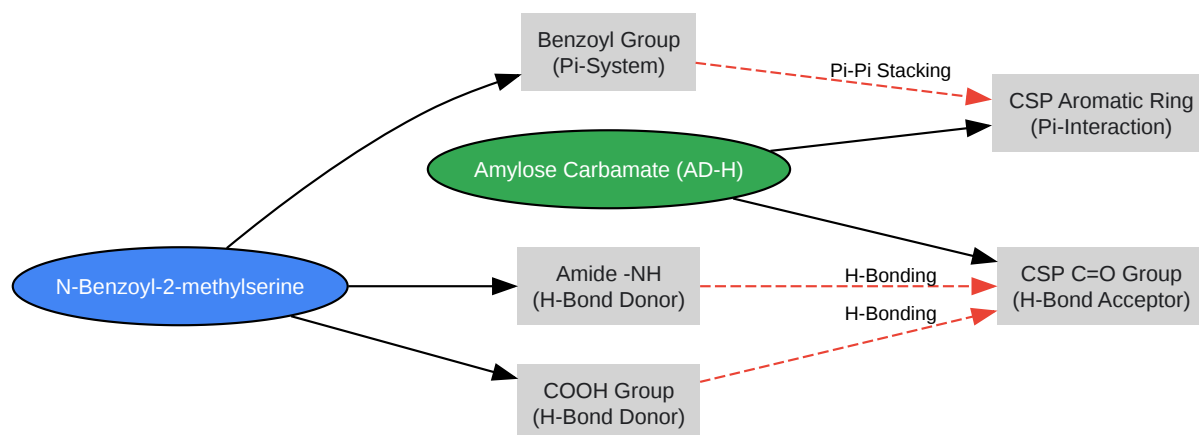 Benzoyl Group
(Pi-System)
Pi-Pi Stacking
CSP Aromatic Ring
(Pi-Interaction)
Amylose Carbamate (AD-H)
N-Benzoyl-2-methylserine
Amide -NH
(H-Bond Donor)
H-Bonding
CSP C=O Group
(H-Bond Acceptor)
H-Bonding
COOH Group
(H-Bond Donor)